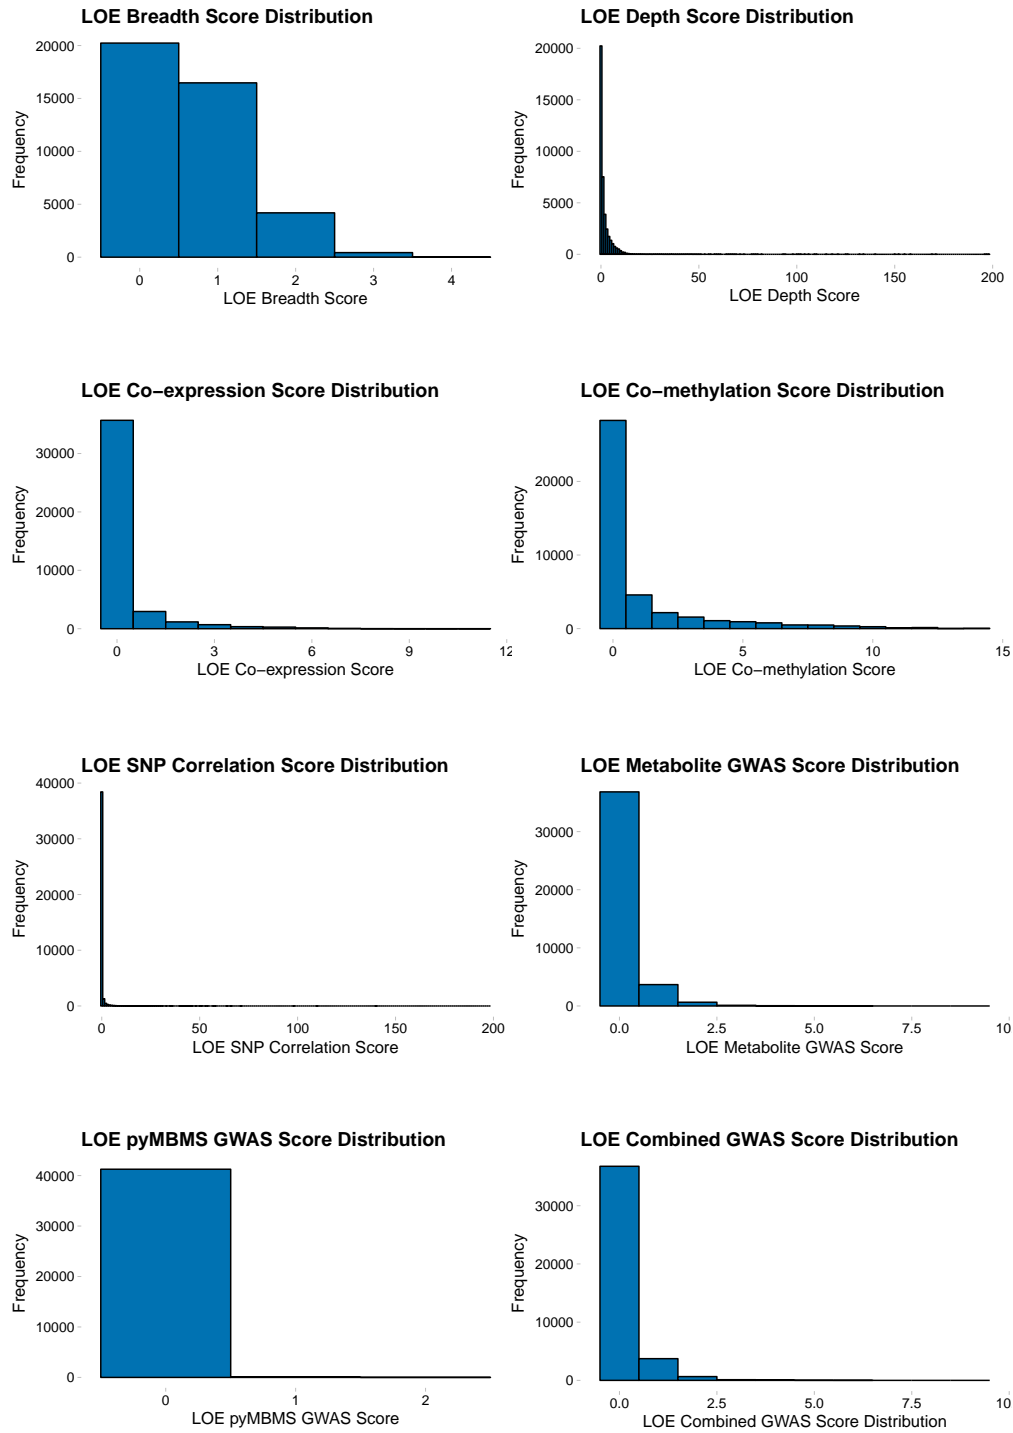 LOE Breadth Score Distribution
20000
15000
10000
5000
0
Frequency
0 1 2 3 4
LOE Breadth Score
LOE Depth Score Distribution
20000
15000
10000
5000
0
Frequency
0 50 100 150 200
LOE Depth Score
LOE Co−expression Score Distribution
30000
20000
10000
0
Frequency
0 3 6 9 12
LOE Co−expression Score
LOE Co−methylation Score Distribution
20000
10000
0
Frequency
0 5 10 15
LOE Co−methylation Score
LOE SNP Correlation Score Distribution
40000
30000
20000
10000
0
Frequency
0 50 100 150 200
LOE SNP Correlation Score
LOE Metabolite GWAS Score Distribution
30000
20000
10000
0
Frequency
0.0 2.5 5.0 7.5 10
LOE Metabolite GWAS Score
LOE pyMBMS GWAS Score Distribution
40000
30000
20000
10000
0
Frequency
0 1 2
LOE pyMBMS GWAS Score
LOE Combined GWAS Score Distribution
30000
20000
10000
0
Frequency
0.0 2.5 5.0 7.5 10
LOE Combined GWAS Score Distribution